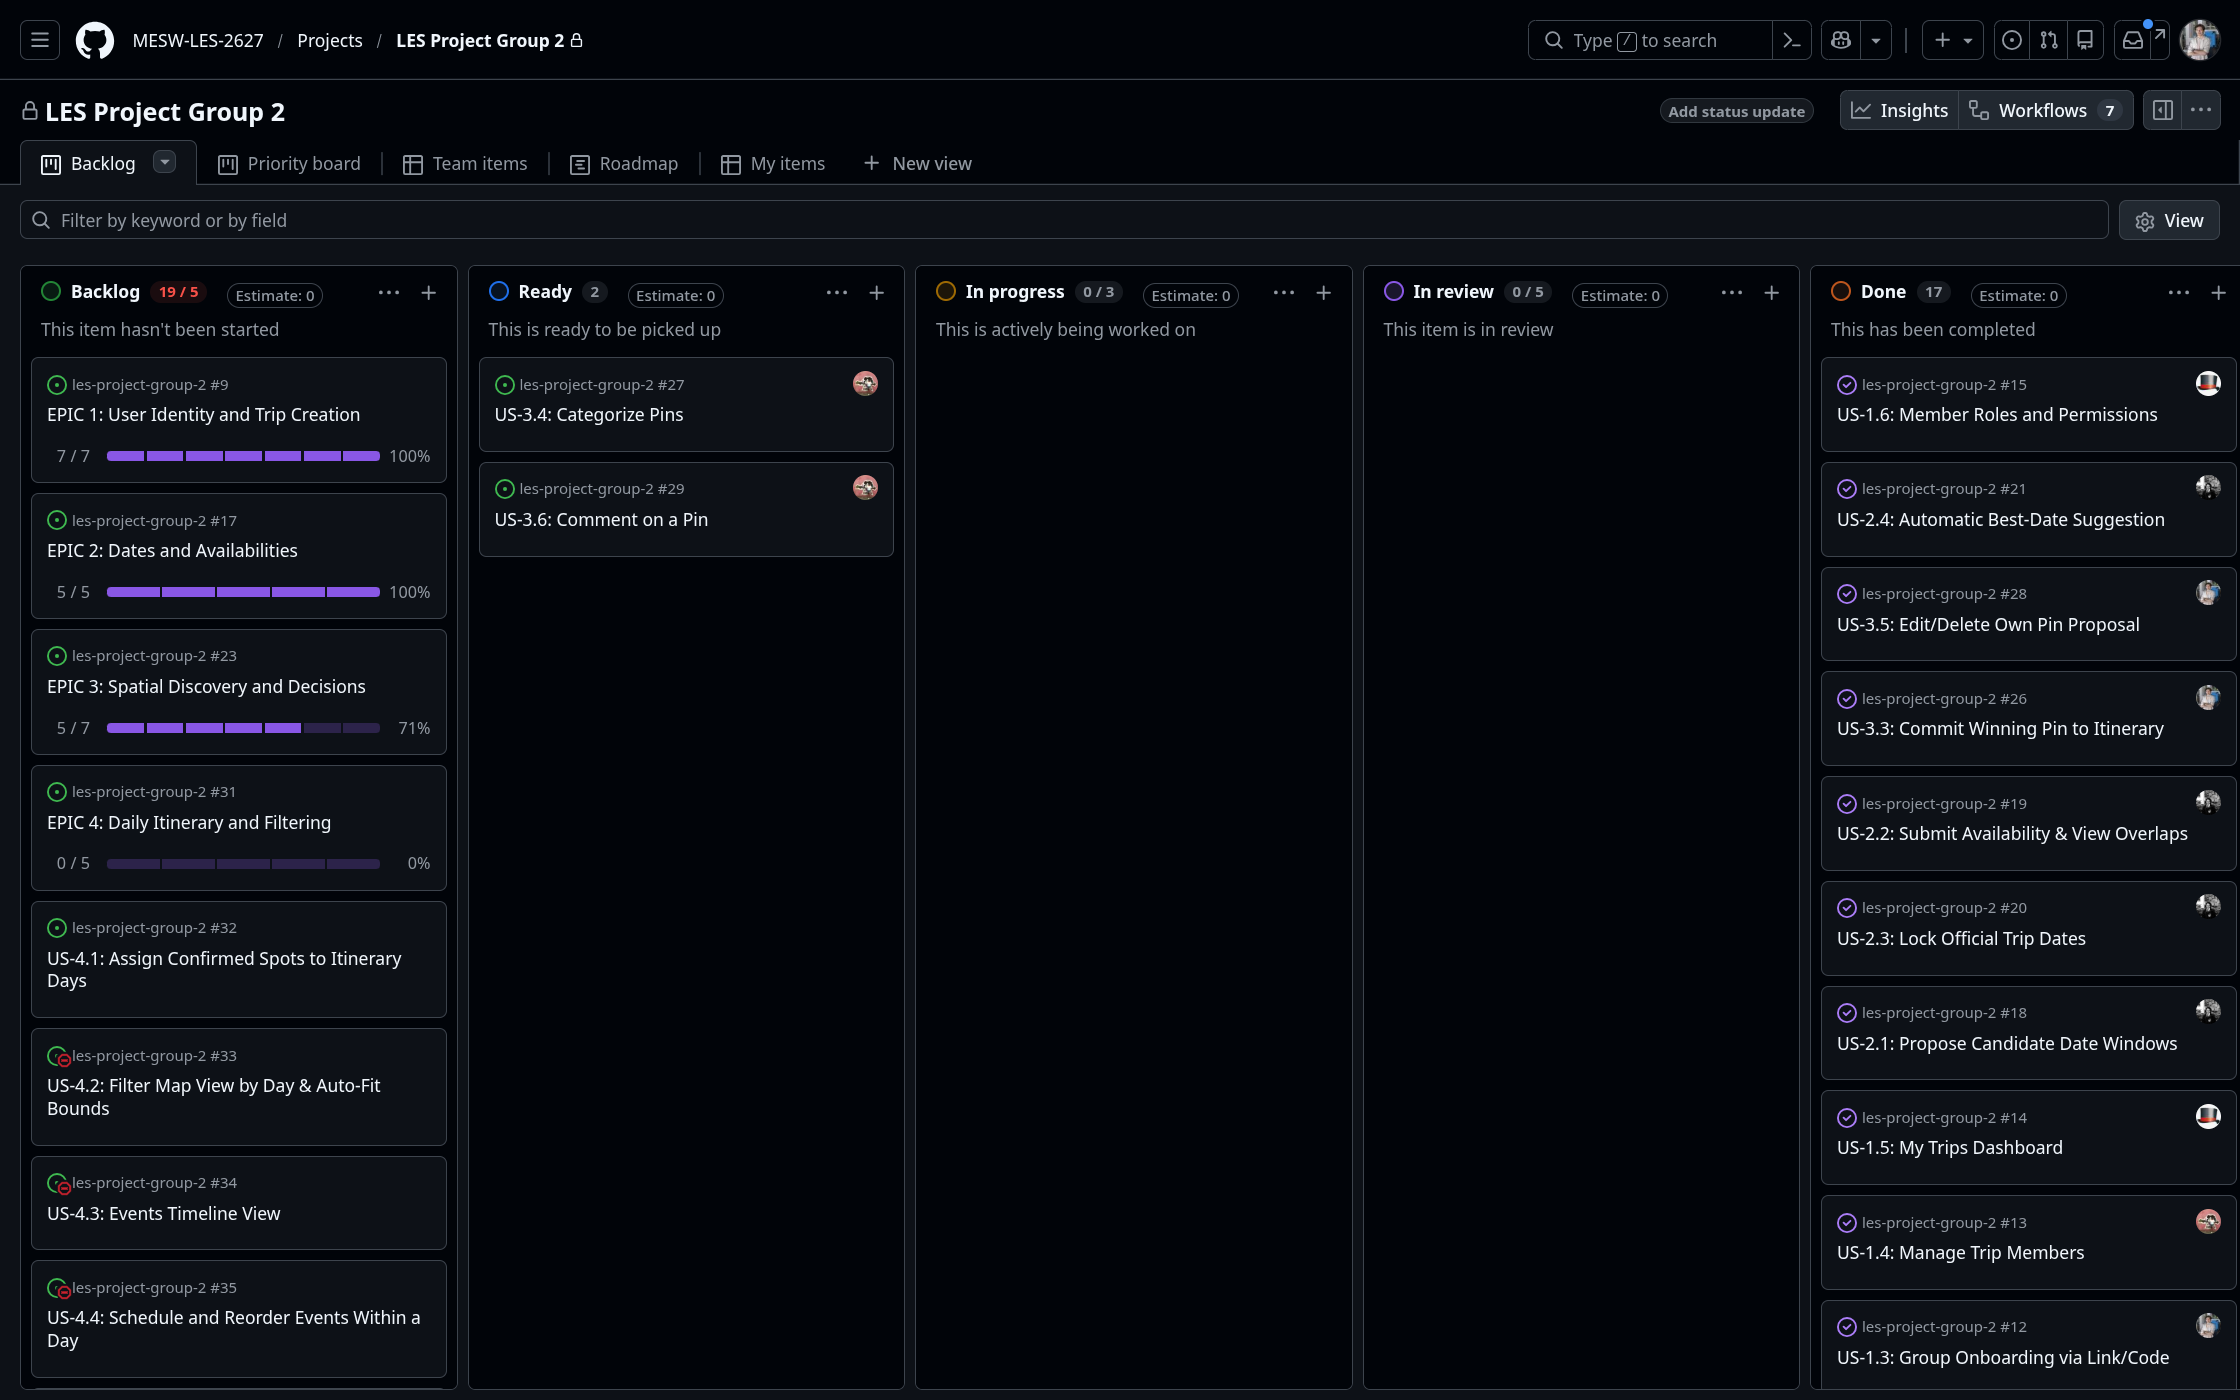 MESW-LES-2627 / Projects / LES Project Group 2
Type / to search
LES Project Group 2
Add status update
Insights
Workflows 7
Backlog
Priority board
Team items
Roadmap
My items
New view
Filter by keyword or by field
View
Backlog 19 / 5 Estimate: 0
This item hasn't been started
les-project-group-2 #9
EPIC 1: User Identity and Trip Creation
7 / 7 100%
les-project-group-2 #17
EPIC 2: Dates and Availabilities
5 / 5 100%
les-project-group-2 #23
EPIC 3: Spatial Discovery and Decisions
5 / 7 71%
les-project-group-2 #31
EPIC 4: Daily Itinerary and Filtering
0 / 5 0%
les-project-group-2 #32
US-4.1: Assign Confirmed Spots to Itinerary
Days
les-project-group-2 #33
US-4.2: Filter Map View by Day & Auto-Fit
Bounds
les-project-group-2 #34
US-4.3: Events Timeline View
les-project-group-2 #35
US-4.4: Schedule and Reorder Events Within a
Day
Ready 2 Estimate: 0
This is ready to be picked up
les-project-group-2 #27
US-3.4: Categorize Pins
les-project-group-2 #29
US-3.6: Comment on a Pin
In progress 0 / 3 Estimate: 0
This is actively being worked on
In review 0 / 5 Estimate: 0
This item is in review
Done 17 Estimate: 0
This has been completed
les-project-group-2 #15
US-1.6: Member Roles and Permissions
les-project-group-2 #21
US-2.4: Automatic Best-Date Suggestion
les-project-group-2 #28
US-3.5: Edit/Delete Own Pin Proposal
les-project-group-2 #26
US-3.3: Commit Winning Pin to Itinerary
les-project-group-2 #19
US-2.2: Submit Availability & View Overlaps
les-project-group-2 #20
US-2.3: Lock Official Trip Dates
les-project-group-2 #18
US-2.1: Propose Candidate Date Windows
les-project-group-2 #14
US-1.5: My Trips Dashboard
les-project-group-2 #13
US-1.4: Manage Trip Members
les-project-group-2 #12
US-1.3: Group Onboarding via Link/Code